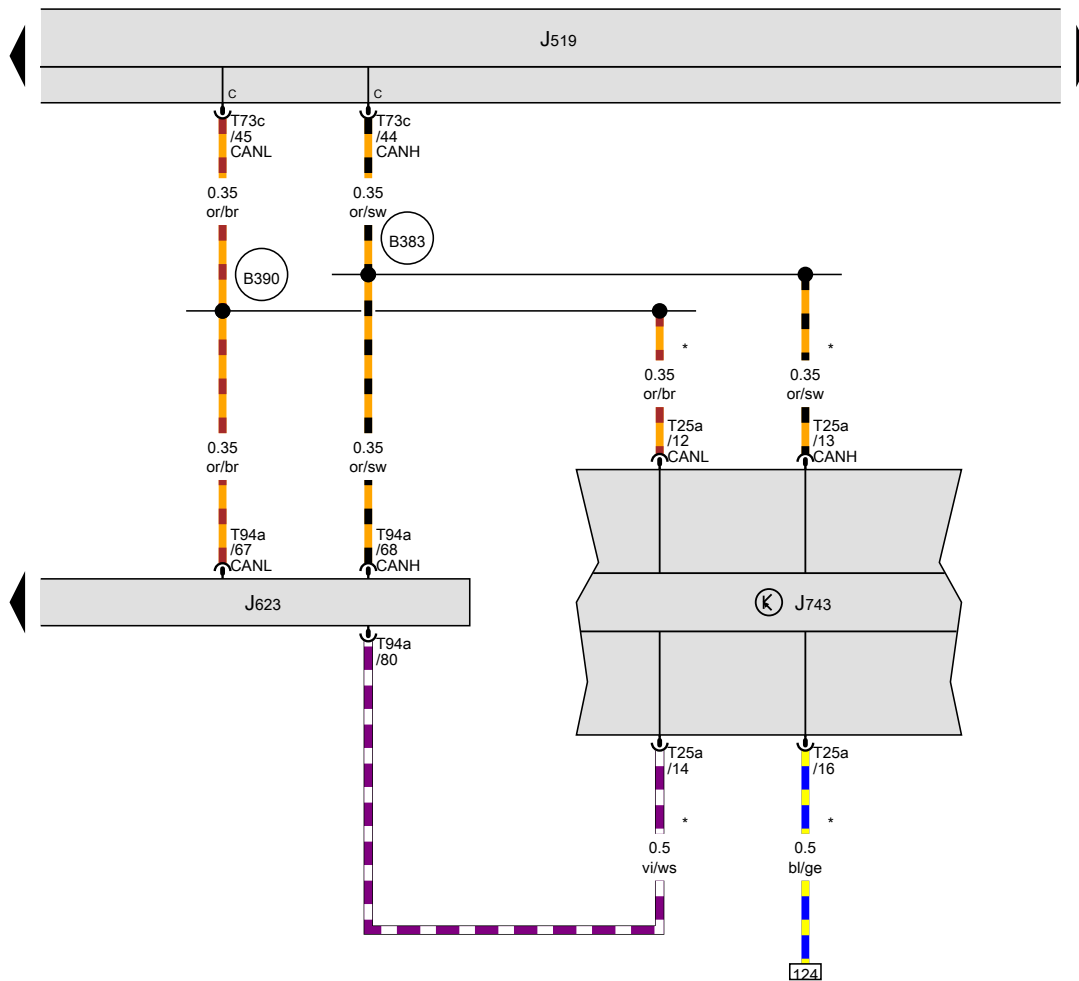 J519
c
c
T73c
/45
CANL
T73c
/44
CANH
0.35
or/br
0.35
or/sw
B383
B390
*
*
0.35
or/br
0.35
or/sw
T25a
/12
CANL
T25a
/13
CANH
0.35
or/br
0.35
or/sw
T94a
/67
CANL
T94a
/68
CANH
J623
J743
T94a
/80
T25a
/14
T25a
/16
*
*
0.5
vi/ws
0.5
bl/ge
124